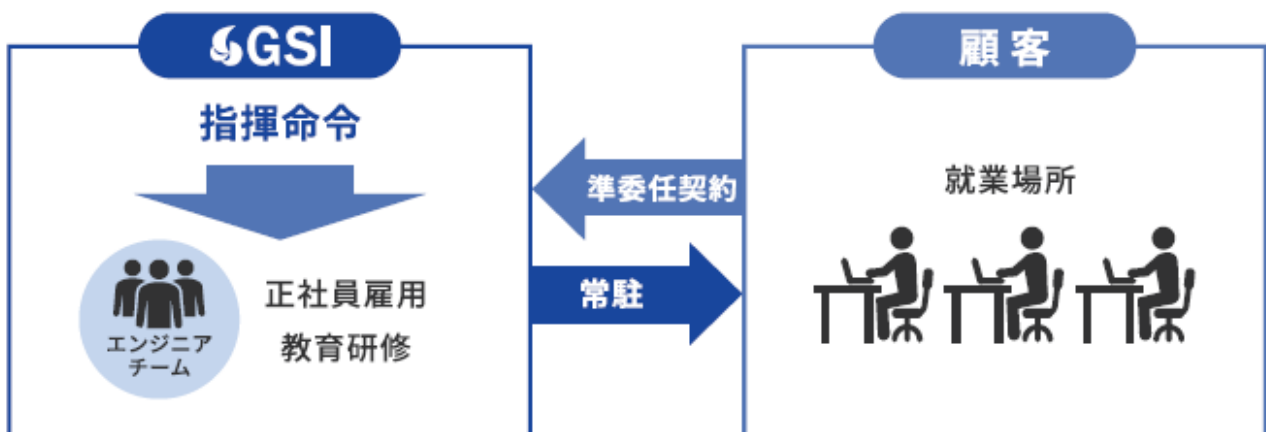 GSI
指揮命令
エンジニア
チーム
正社員雇用
教育研修
準委任契約
常駐
顧客
就業場所